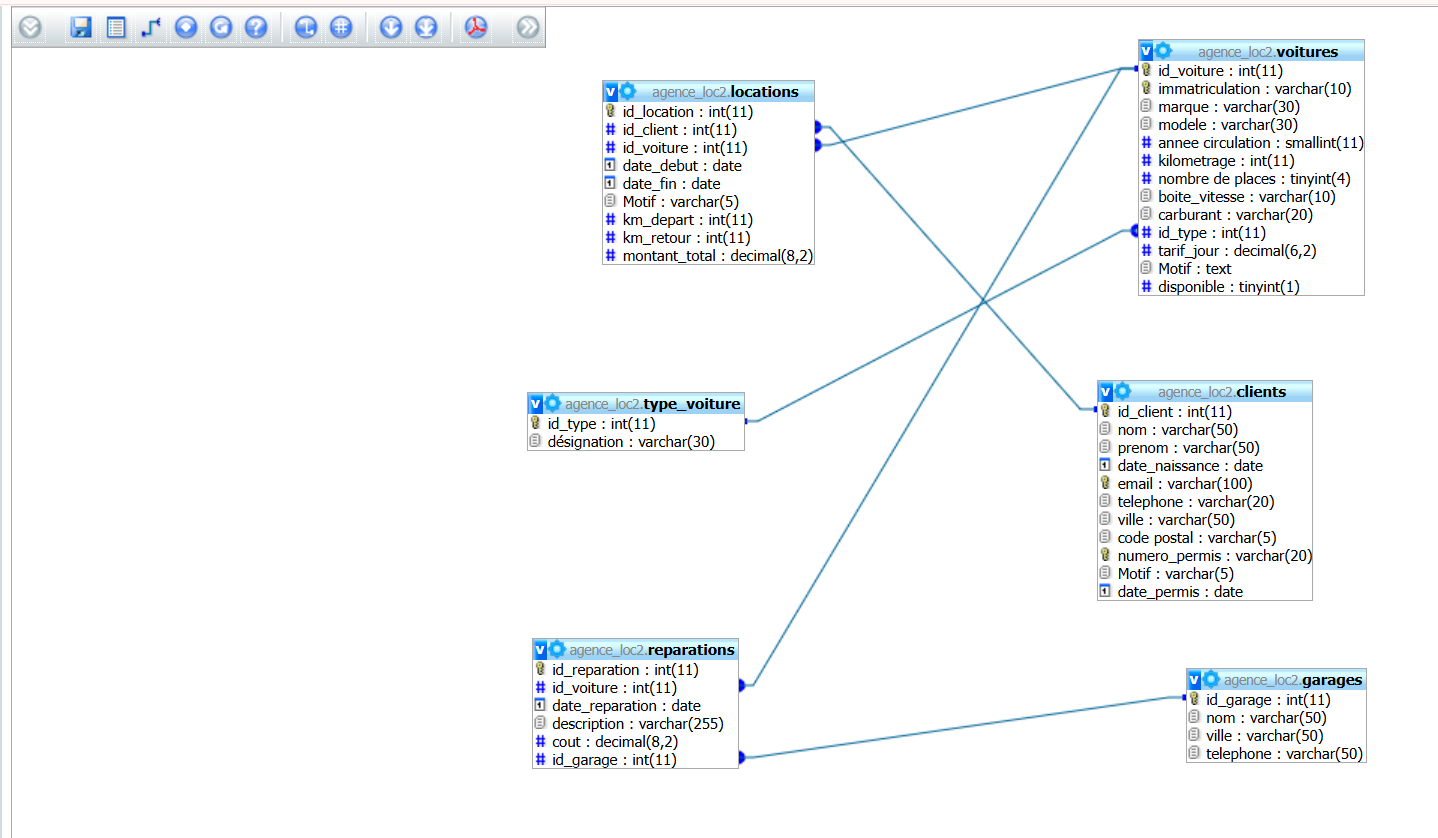 agence_loc2.locations
id_location : int(11)
id_client : int(11)
id_voiture : int(11)
date_debut : date
date_fin : date
Motif : varchar(5)
km_depart : int(11)
km_retour : int(11)
montant_total : decimal(8,2)
agence_loc2.voitures
id_voiture : int(11)
immatriculation : varchar(10)
marque : varchar(30)
modele : varchar(30)
annee circulation : smallint(11)
kilometrage : int(11)
nombre de places : tinyint(4)
boite_vitesse : varchar(10)
carburant : varchar(20)
id_type : int(11)
tarif_jour : decimal(6,2)
Motif : text
disponible : tinyint(1)
agence_loc2.type_voiture
id_type : int(11)
désignation : varchar(30)
agence_loc2.clients
id_client : int(11)
nom : varchar(50)
prenom : varchar(50)
date_naissance : date
email : varchar(100)
telephone : varchar(20)
ville : varchar(50)
code postal : varchar(5)
numero_permis : varchar(20)
Motif : varchar(5)
date_permis : date
agence_loc2.reparations
id_reparation : int(11)
id_voiture : int(11)
date_reparation : date
description : varchar(255)
cout : decimal(8,2)
id_garage : int(11)
agence_loc2.garages
id_garage : int(11)
nom : varchar(50)
ville : varchar(50)
telephone : varchar(50)